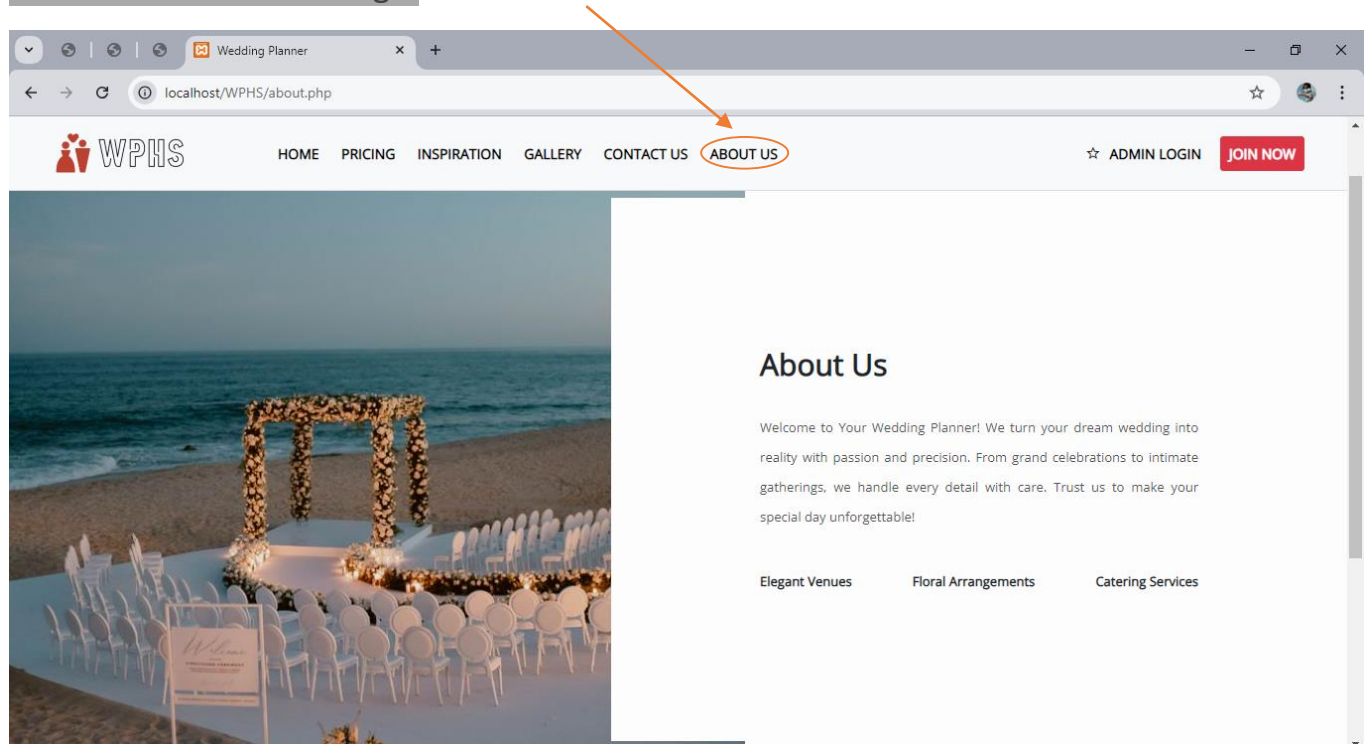 Wedding Planner
localhost/WPHS/about.php
WPHS HOME PRICING INSPIRATION GALLERY CONTACT US ABOUT US ADMIN LOGIN JOIN NOW
About Us
Welcome to Your Wedding Planner! We turn your dream wedding into
reality with passion and precision. From grand celebrations to intimate
gatherings, we handle every detail with care. Trust us to make your
special day unforgettable!
Elegant Venues Floral Arrangements Catering Services
Welcome